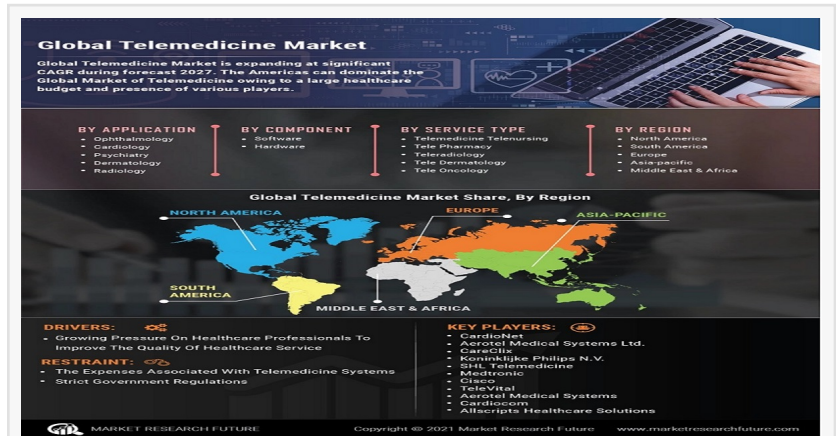 Global Telemedicine Market
Global Telemedicine Market is expanding at significant
CAGR during forecast 2027. The Americas can dominate the
Global Market of Telemedicine owing to a large healthcare
budget and presence of various players.
BY APPLICATION
Ophthalmology
Cardiology
Psychiatry
Dermatology
Radiology
BY COMPONENT
Software
Hardware
BY SERVICE TYPE
Telemedicine Telenursing
Tele Pharmacy
Teleradiology
Tele Dermatology
Tele Oncology
BY REGION
North America
South America
Europe
Asia-pacific
Middle East & Africa
Global Telemedicine Market Share, By Region
NORTH AMERICA
EUROPE
ASIA-PACIFIC
SOUTH
AMERICA
MIDDLE EAST & AFRICA
DRIVERS:
Growing Pressure On Healthcare Professionals To
Improve The Quality Of Healthcare Service
RESTRAINT:
The Expenses Associated With Telemedicine Systems
Strict Government Regulations
KEY PLAYERS:
CardioNet
Aerotel Medical Systems Ltd.
CareClix
Koninklijke Philips N.V.
SHL Telemedicine
Medtronic
Cisco
TeleVital
Aerotel Medical Systems
Cardiocom
Allscripts Healthcare Solutions
MARKET RESEARCH FUTURE
Copyright © 2021 Market Research Future
www.marketresearchfuture.com